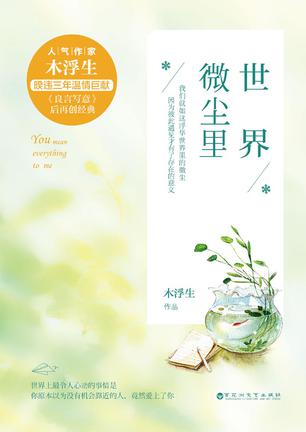 人气作家
木浮生
暌违三年温情巨献
《良言写意》
后再创经典
You mean
everything
to me
世界
微尘里
我们就如这浮华世界里的微尘
因为彼此遇见才有了存在的意义
木浮生
作品
世界上最令人心动的事情是
你原本以为没有机会靠近的人，竟然爱上了你
百花洲文艺出版社